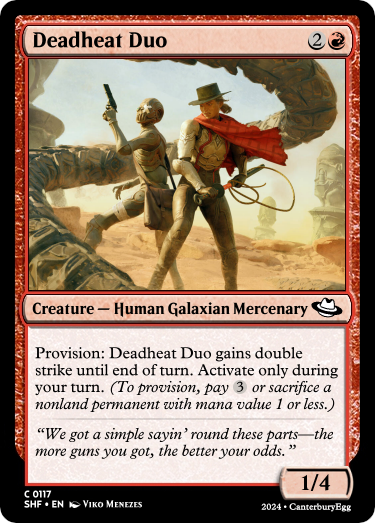 Deadheat Duo 2
Creature — Human Galaxian Mercenary
Provision: Deadheat Duo gains double
strike until end of turn. Activate only during
your turn. (To provision, pay 3 or sacrifice a
nonland permanent with mana value 1 or less.)
“We got a simple sayin’ round these parts—the
more guns you got, the better your odds.”
1/4
C 0117
SHF • EN Viko Menezes
2024 • CanterburyEgg